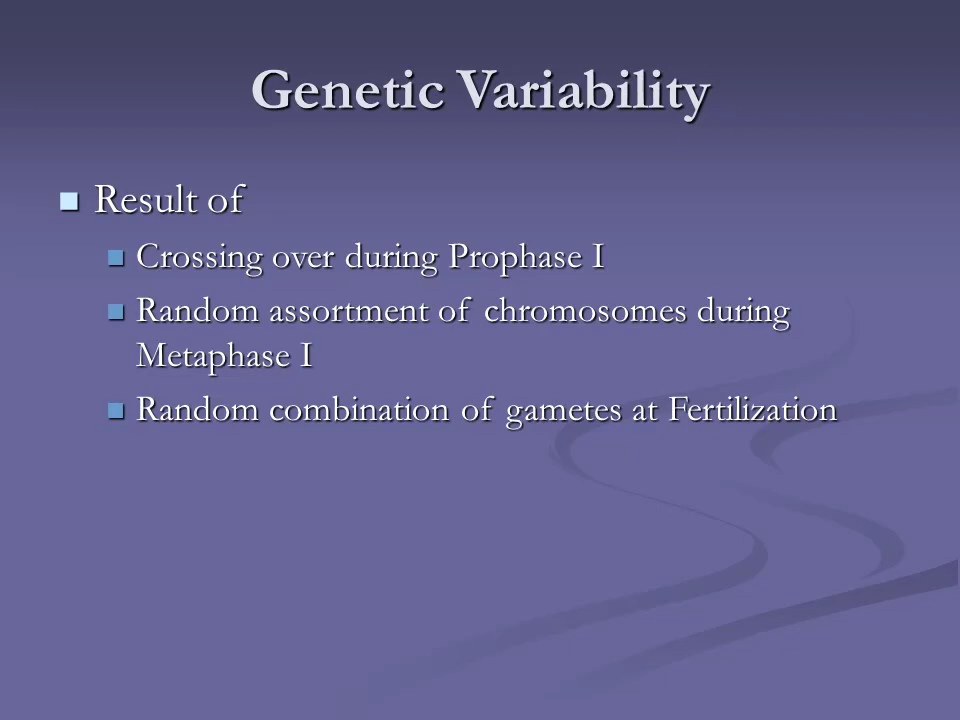 Genetic Variability
Result of
Crossing over during Prophase I
Random assortment of chromosomes during
Metaphase I
Random combination of gametes at Fertilization